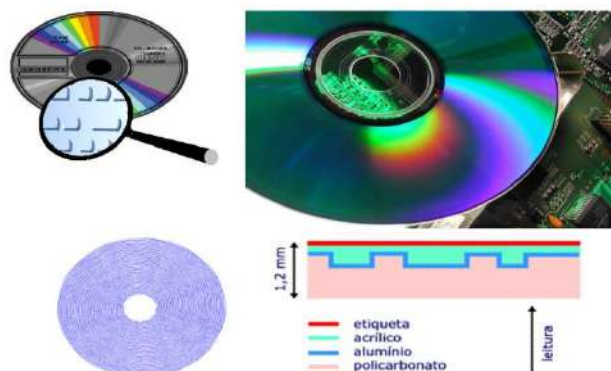 1,2 mm
etiqueta
acrílico
alumínio
policarbonato
leitura